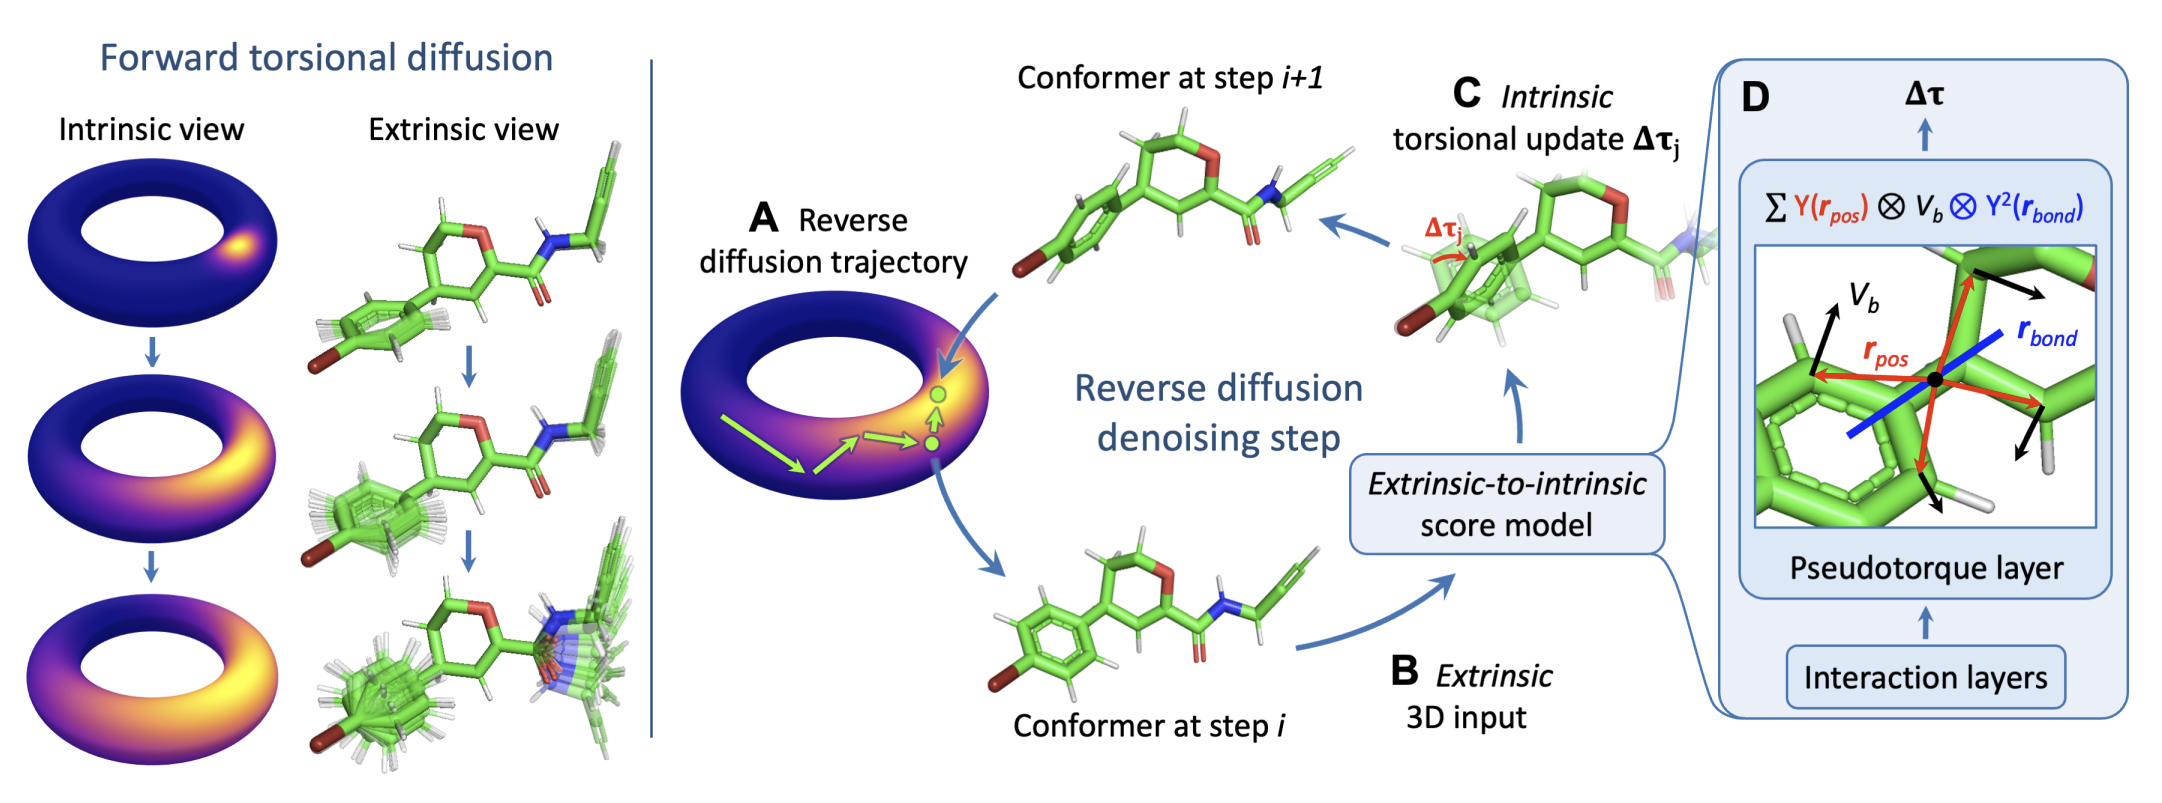 Forward torsional diffusion
Intrinsic view
Extrinsic view
A Reverse
diffusion trajectory
Conformer at step i+1
C Intrinsic
torsional update Δτj
Δτj
Reverse diffusion
denoising step
Extrinsic-to-intrinsic
score model
Conformer at step i
B Extrinsic
3D input
D
Δτ
∑ Y(rpos) ⊗ Vb ⊗ Y²(rbond)
Vb
rbond
rpos
Pseudotorque layer
Interaction layers